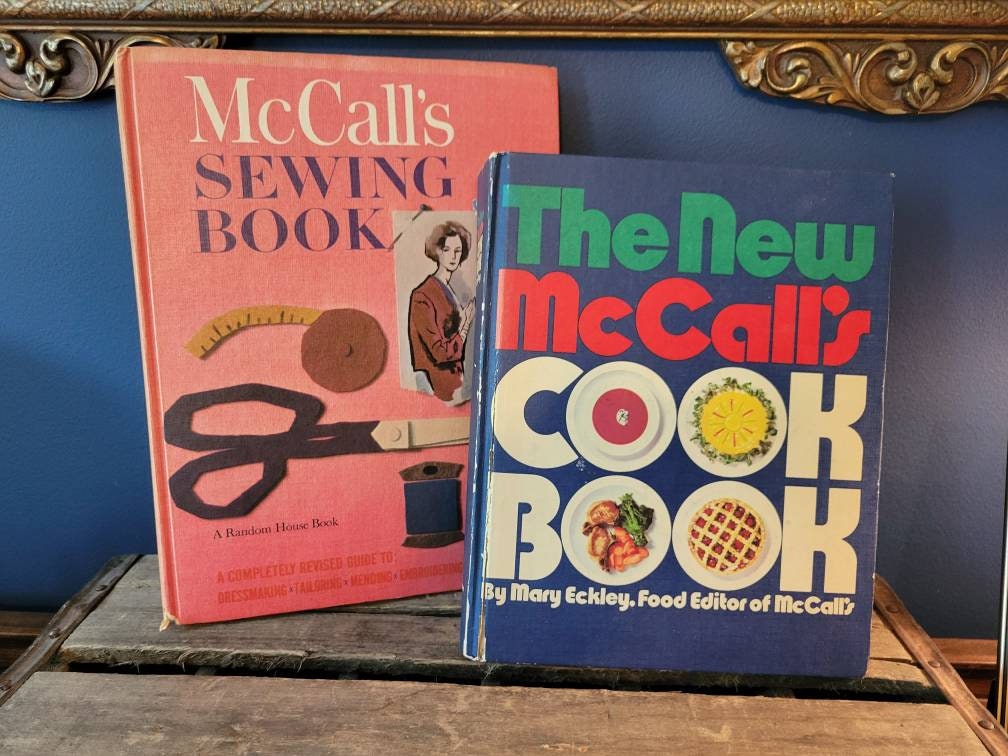 McCall's
SEWING
BOOK
A Random House Book
A COMPLETELY REVISED GUIDE TO:
DRESSMAKING * TAILORING * MENDING * EMBROIDERING
The New
McCall's
COOK
BOOK
By Mary Eckley, Food Editor of McCall's